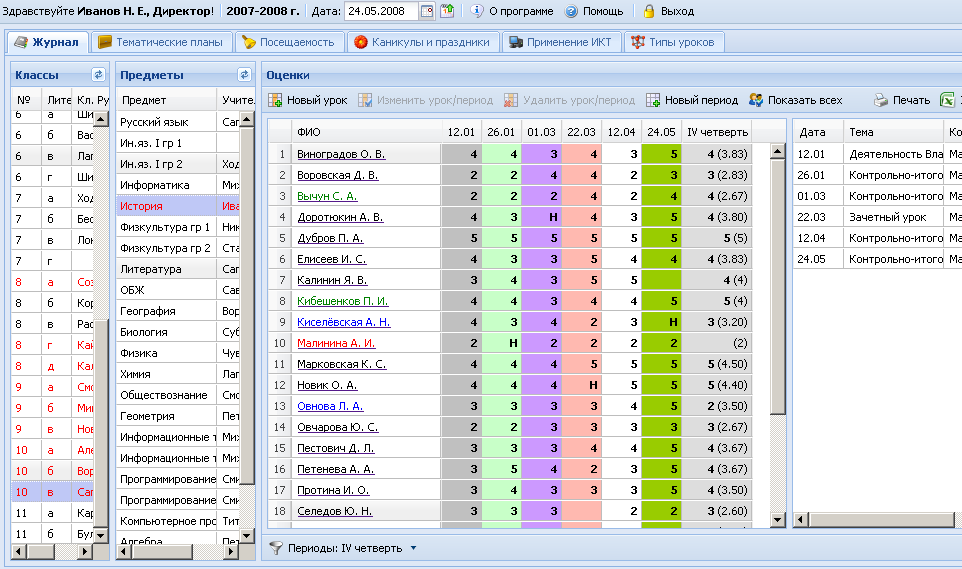 Здравствуйте Иванов Н. Е., Директор! 2007-2008 г. Дата: 24.05.2008 О программе Помощь Выход
Журнал Тематические планы Посещаемость Каникулы и праздники Применение ИКТ Типы уроков
Классы
№ Лите Кл. Ру
6 а Ши
6 б Вас
6 в Лап
6 г Ши
7 а Ход
7 б Бес
7 в Лон
7 г
8 а Соз
8 б Кор
8 в Рас
8 г Кай
8 д Кал
9 а Смо
9 б Ми
9 в Нов
10 а Але
10 б Вор
10 в Сап
11 а Кар
11 б Бул
Предметы
Предмет Учите.
Русский язык Сап
Ин.яз. I гр 1
Ин.яз. I гр 2 Ход
Информатика Ми
История Ива
Физкультура гр 1 Ник
Физкультура гр 2 Ста
Литература Сап
ОБЖ Сав
География Вор
Биология Суб
Физика Чув
Химия Лап
Обществознание Смо
Геометрия Пет
Информационные т Ми
Информационные т Ми
Программирование Сми
Программирование Сми
Компьютерное про Тит
Алгебра Пет
Оценки
Новый урок Изменить урок/период Удалить урок/период Новый период Показать всех Печать
ФИО 12.01 26.01 01.03 22.03 12.04 24.05 IV четверть
1 Виноградов О. В. 4 4 3 4 3 5 4 (3.83)
2 Воровская Д. В. 2 2 4 4 2 3 3 (2.83)
3 Вычун С. А. 2 2 2 4 2 4 4 (2.67)
4 Доротюкин А. В. 4 3 Н 4 3 5 4 (3.80)
5 Дубров П. А. 5 5 5 5 5 5 5 (5)
6 Елисеев И. С. 4 3 3 5 4 4 4 (3.83)
7 Калинин Я. В. 3 4 3 5 5 4 (4)
8 Кибешенков П. И. 4 4 3 4 4 5 5 (4)
9 Киселёвская А. Н. 4 3 4 2 3 Н 3 (3.20)
10 Малинина А. И. 2 Н 2 2 2 2 (2)
11 Марковская К. С. 4 4 4 5 5 5 5 (4.50)
12 Новик О. А. 4 4 4 Н 5 5 5 (4.40)
13 Овнова Л. А. 3 3 3 3 4 5 2 (3.50)
14 Овчарова Ю. С. 2 2 3 3 3 3 3 (2.67)
15 Пестович Д. Л. 3 3 3 4 4 5 4 (3.67)
16 Петенева А. А. 3 5 4 2 3 5 4 (3.67)
17 Протина И. О. 3 4 3 3 3 5 4 (3.50)
18 Селедов Ю. Н. 3 3 3 2 2 3 (2.60)
Дата Тема Ко
12.01 Деятельность Вла Ма
26.01 Контрольно-итого Ма
01.03 Контрольно-итого Ма
22.03 Зачетный урок Ма
12.04 Контрольно-итого Ма
24.05 Контрольно-итого Ма
Периоды: IV четверть